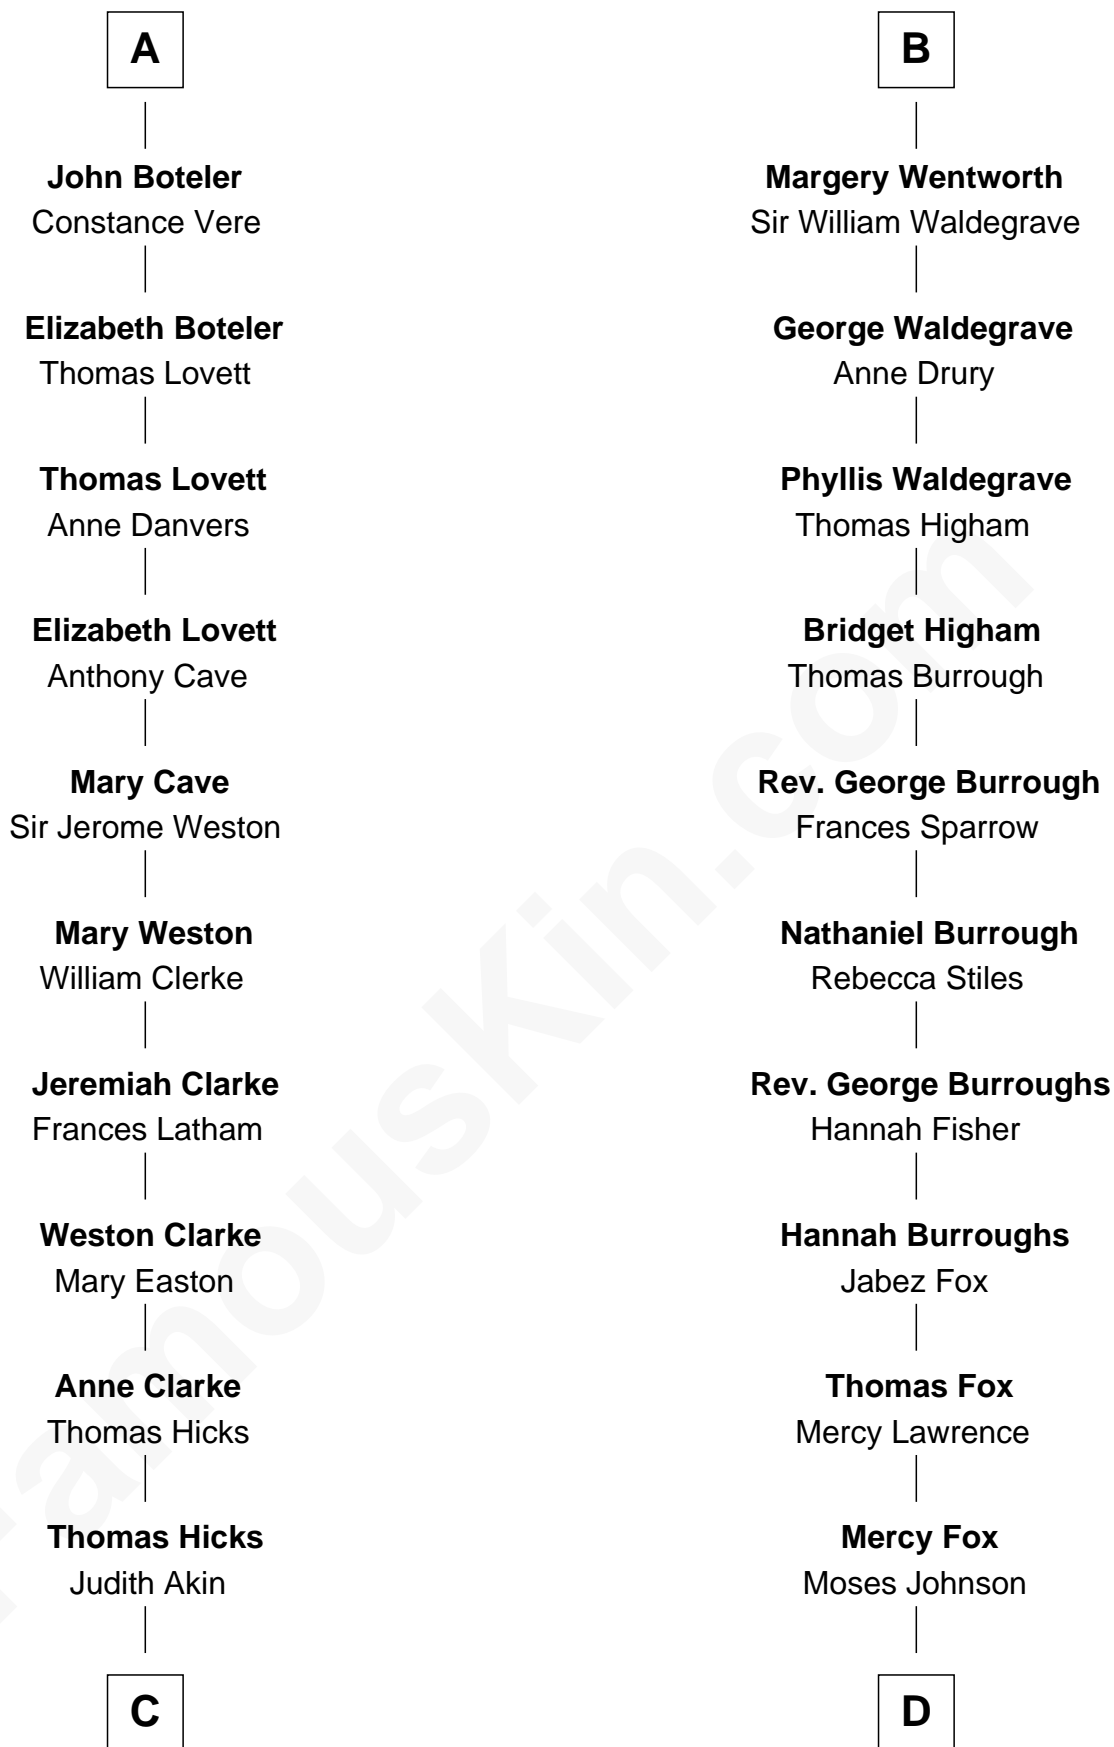 A
John Boteler
Constance Vere
Elizabeth Boteler
Thomas Lovett
Thomas Lovett
Anne Danvers
Elizabeth Lovett
Anthony Cave
Mary Cave
Sir Jerome Weston
Mary Weston
William Clerke
Jeremiah Clarke
Frances Latham
Weston Clarke
Mary Easton
Anne Clarke
Thomas Hicks
Thomas Hicks
Judith Akin
C
B
Margery Wentworth
Sir William Waldegrave
George Waldegrave
Anne Drury
Phyllis Waldegrave
Thomas Higham
Bridget Higham
Thomas Burrough
Rev. George Burrough
Frances Sparrow
Nathaniel Burrough
Rebecca Stiles
Rev. George Burroughs
Hannah Fisher
Hannah Burroughs
Jabez Fox
Thomas Fox
Mercy Lawrence
Mercy Fox
Moses Johnson
D
FamousKin.com